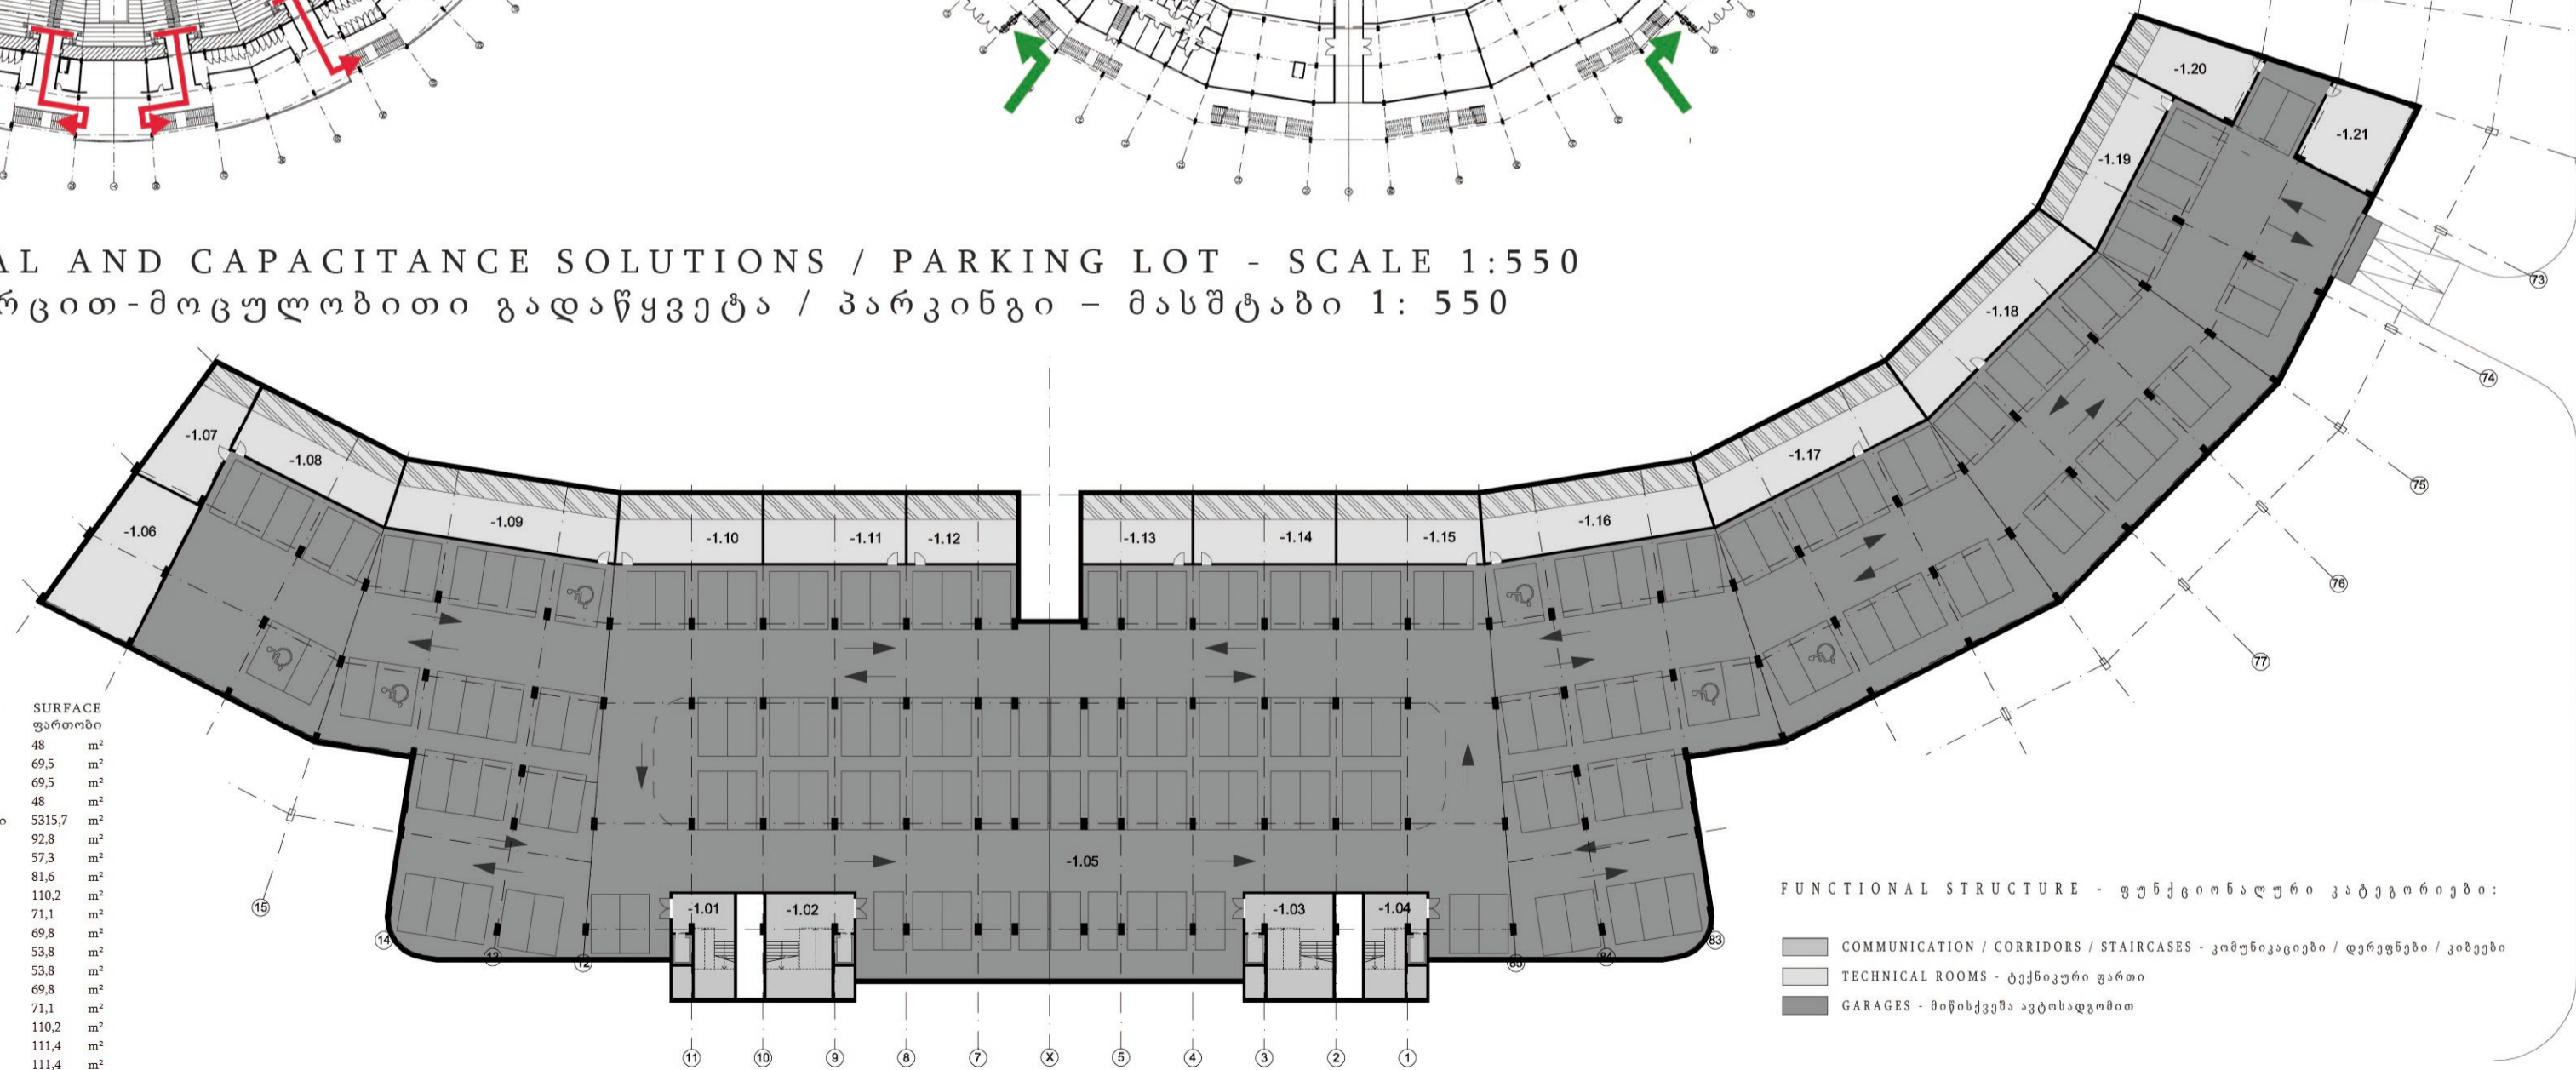 AL AND CAPACITANCE SOLUTIONS / PARKING LOT - SCALE 1:550
რცით-მოცულობითი გადაწყვეტა / პარკინგი – მასშტაბი 1: 550
-1.20
-1.21
-1.19
-1.18
-1.17
-1.16
-1.07
-1.08
-1.09
-1.06
-1.10
-1.11
-1.12
-1.13
-1.14
-1.15
-1.05
-1.01
-1.02
-1.03
-1.04
73
74
75
76
77
15
14
13
12
85
84
83
11
10
9
8
7
X
5
4
3
2
1
SURFACE
ფართობი
48 m²
69,5 m²
69,5 m²
48 m²
5315,7 m²
92,8 m²
57,3 m²
81,6 m²
110,2 m²
71,1 m²
69,8 m²
53,8 m²
53,8 m²
69,8 m²
71,1 m²
110,2 m²
111,4 m²
111,4 m²
FUNCTIONAL STRUCTURE - ფუნქციონალური კატეგორიები:
COMMUNICATION / CORRIDORS / STAIRCASES - კომუნიკაციები / დერეფნები / კიბეები
TECHNICAL ROOMS - ტექნიკური ფართი
GARAGES - მიწისქვეშა ავტოსადგომით